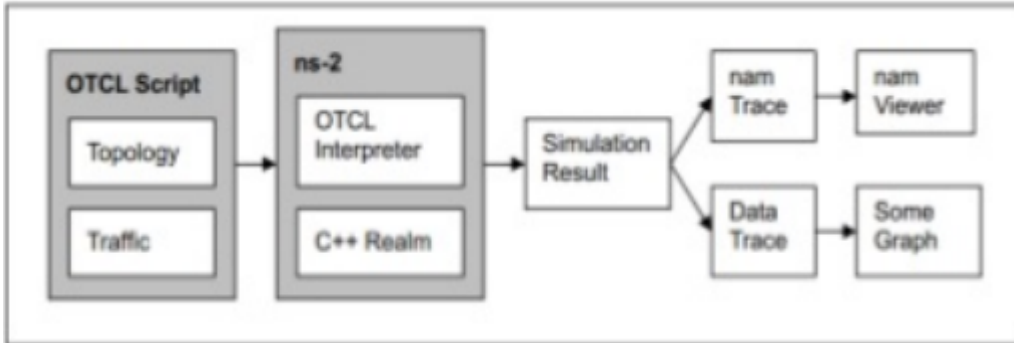 OTCL Script
Topology
Traffic
ns-2
OTCL
Interpreter
C++ Realm
Simulation
Result
nam
Trace
nam
Viewer
Data
Trace
Some
Graph